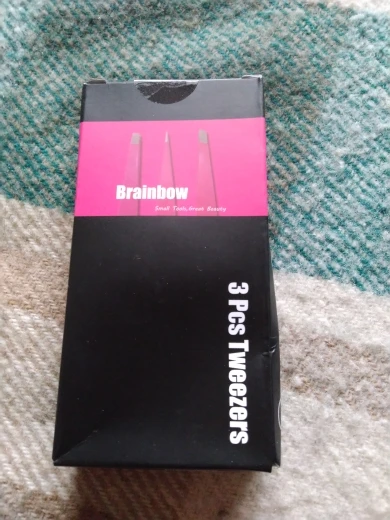 Brainbow
Small Tools, Great Beauty
3 Pcs Tweezers